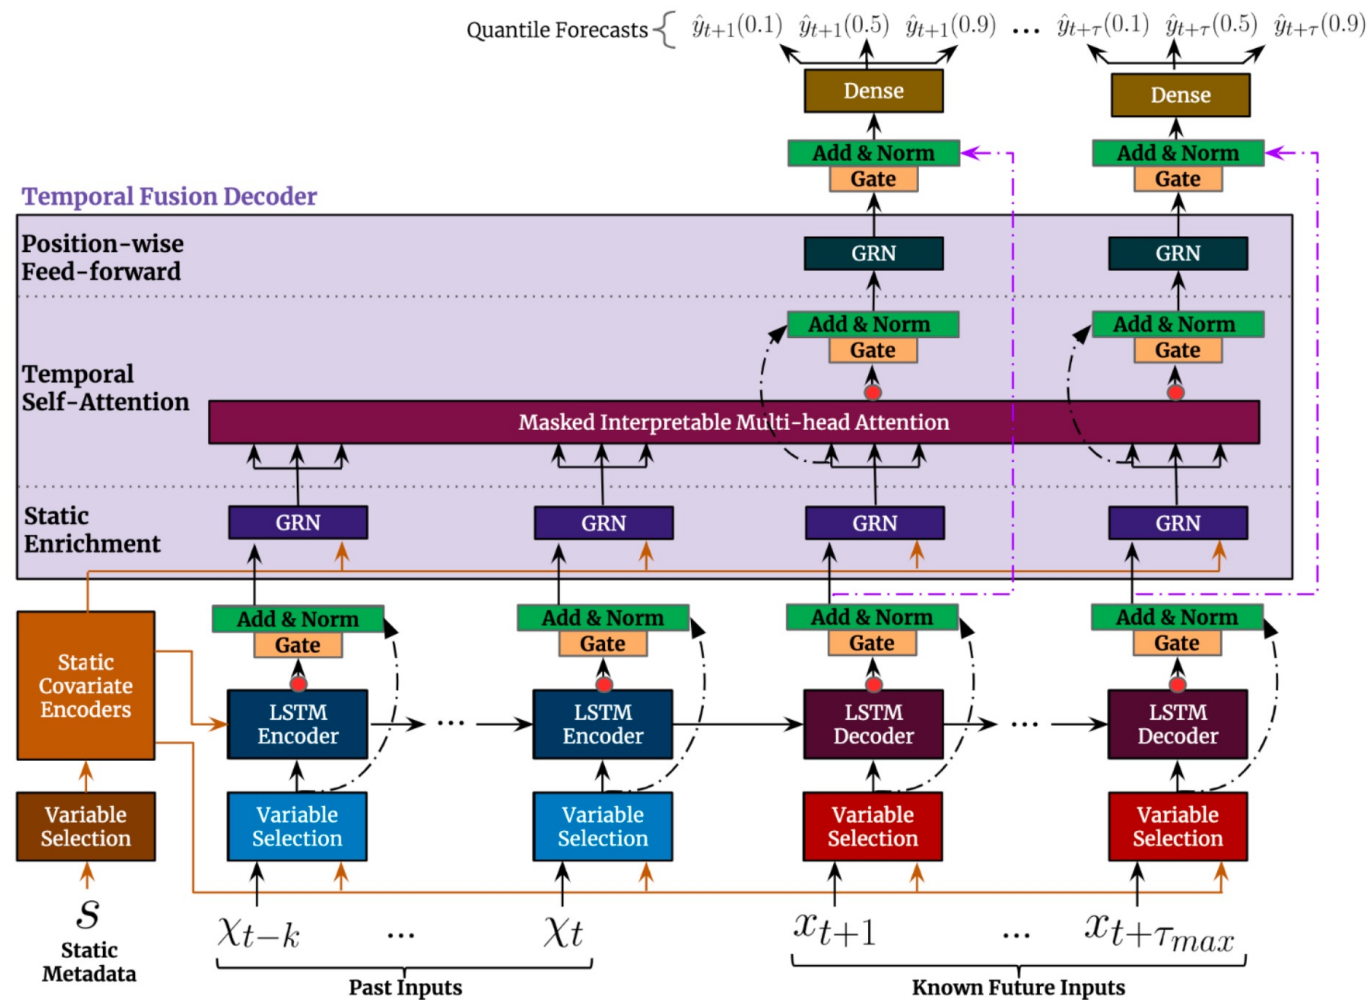 Quantile Forecasts { ŷt+1(0.1) ŷt+1(0.5) ŷt+1(0.9) ... ŷt+τ(0.1) ŷt+τ(0.5) ŷt+τ(0.9)
Dense
Dense
Add & Norm
Gate
Add & Norm
Gate
Temporal Fusion Decoder
Position-wise
Feed-forward
GRN
GRN
Temporal
Self-Attention
Add & Norm
Gate
Add & Norm
Gate
Masked Interpretable Multi-head Attention
Static
Enrichment
GRN
GRN
GRN
GRN
Add & Norm
Gate
Add & Norm
Gate
Add & Norm
Gate
Add & Norm
Gate
Static
Covariate
Encoders
LSTM
Encoder
...
LSTM
Encoder
LSTM
Decoder
...
LSTM
Decoder
Variable
Selection
Variable
Selection
Variable
Selection
Variable
Selection
Variable
Selection
s
Static
Metadata
χt−k ... χt xt+1 ... xt+τmax
Past Inputs
Known Future Inputs